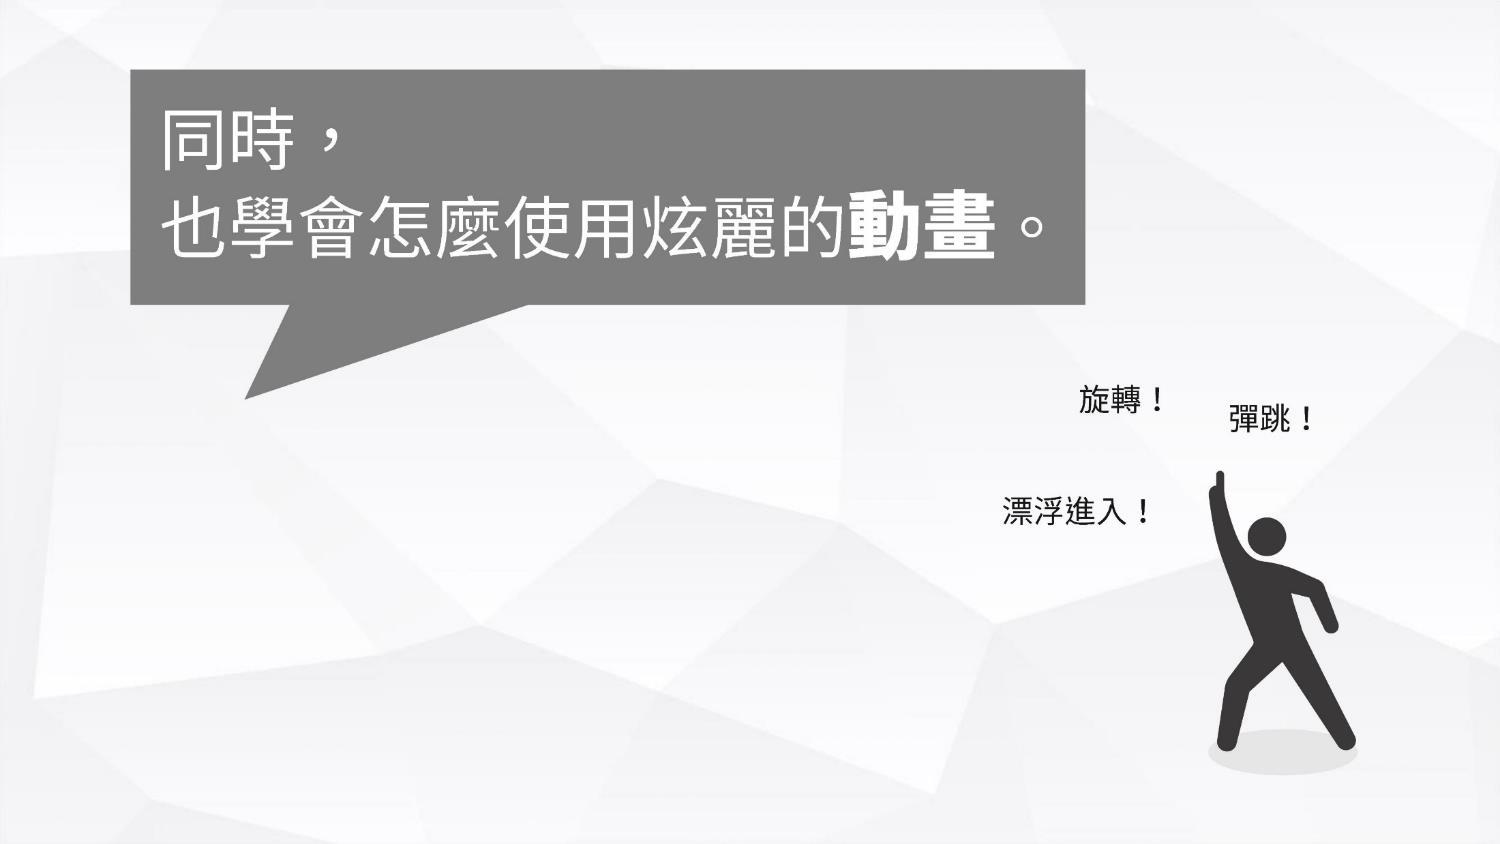 同時，
也學會怎麼使用炫麗的動畫。
旋轉！
彈跳！
漂浮進入！